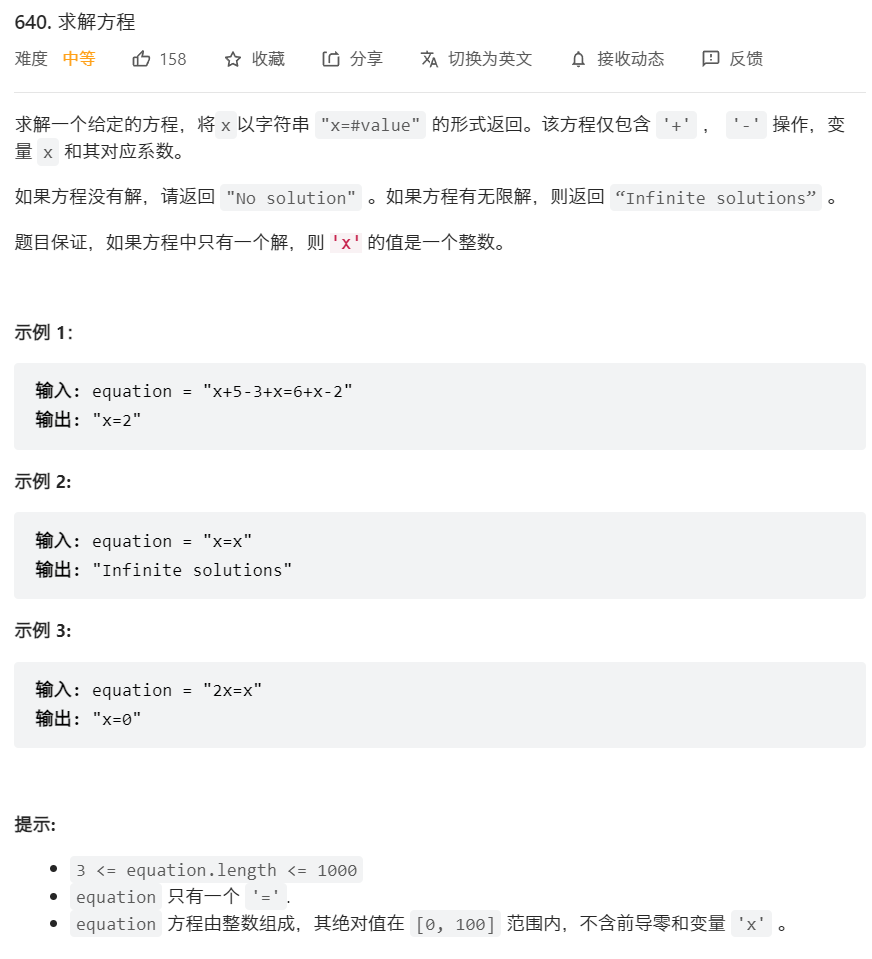 640. 求解方程
难度 中等 158 收藏 分享 切换为英文 接收动态 反馈
求解一个给定的方程，将 x 以字符串 "x=#value" 的形式返回。该方程仅包含 '+' ， '-' 操作，变
量 x 和其对应系数。
如果方程没有解，请返回 "No solution" 。如果方程有无限解，则返回 “Infinite solutions” 。
题目保证，如果方程中只有一个解，则 'x' 的值是一个整数。
示例 1：
输入: equation = "x+5-3+x=6+x-2"
输出: "x=2"
示例 2:
输入: equation = "x=x"
输出: "Infinite solutions"
示例 3:
输入: equation = "2x=x"
输出: "x=0"
提示:
3 <= equation.length <= 1000
equation 只有一个 '='.
equation 方程由整数组成，其绝对值在 [0, 100] 范围内，不含前导零和变量 'x' 。